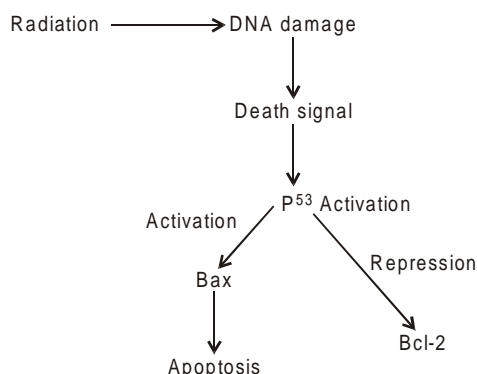 Radiation DNA damage
Death signal
P53 Activation
Activation
Repression
Bax
Bcl-2
Apoptosis